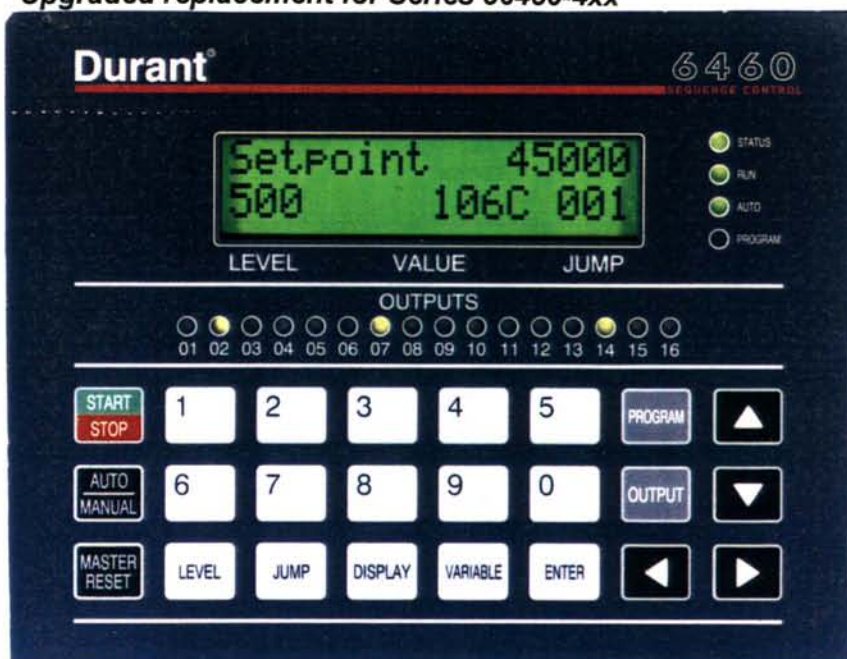 Upgraded replacement for Series 56460-4xx
Durant®
6460
SEQUENCE CONTROL
Setpoint 45000
500 106C 001
STATUS
RUN
AUTO
PROGRAM
LEVEL VALUE JUMP
OUTPUTS
01 02 03 04 05 06 07 08 09 10 11 12 13 14 15 16
START
STOP
1 2 3 4 5 PROGRAM
AUTO
MANUAL
6 7 8 9 0 OUTPUT
MASTER
RESET
LEVEL JUMP DISPLAY VARIABLE ENTER